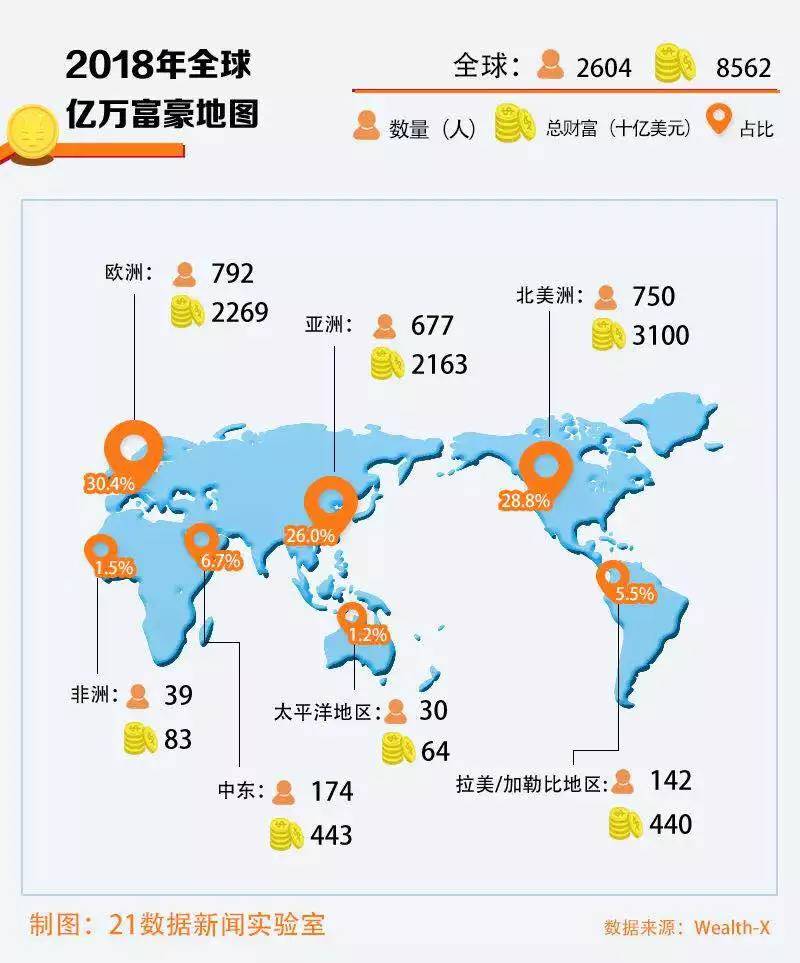 2018年全球
亿万富豪地图
全球： 2604 8562
数量（人） 总财富（十亿美元） 占比
欧洲： 792
2269
亚洲： 677
2163
北美洲： 750
3100
30.4%
28.8%
26.0%
1.5%
6.7%
5.5%
1.2%
非洲： 39
83
太平洋地区： 30
64
中东： 174
443
拉美/加勒比地区: 142
440
制图：21数据新闻实验室
数据来源：Wealth-X